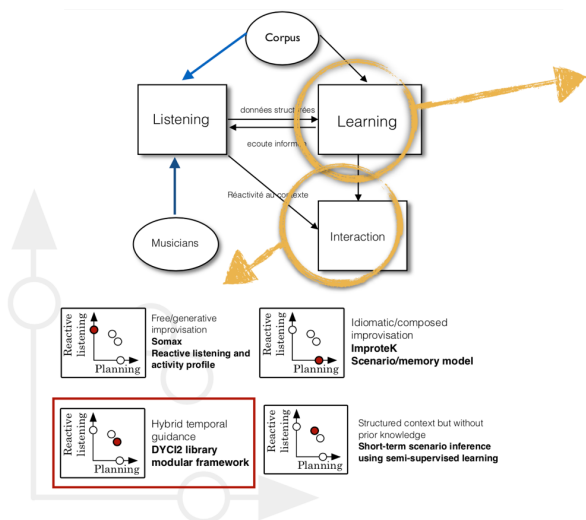 Corpus
Listening
données structurées
Learning
ecoute informé
Réactivité au contexte
Musicians
Interaction
Reactive
listening
Planning
Free/generative
improvisation
Somax
Reactive listening and
activity profile
Reactive
listening
Planning
Idiomatic/composed
improvisation
ImproteK
Scenario/memory model
Reactive
listening
Planning
Hybrid temporal
guidance
DYCI2 library
modular framework
Reactive
listening
Planning
Structured context but without
prior knowledge
Short-term scenario inference
using semi-supervised learning